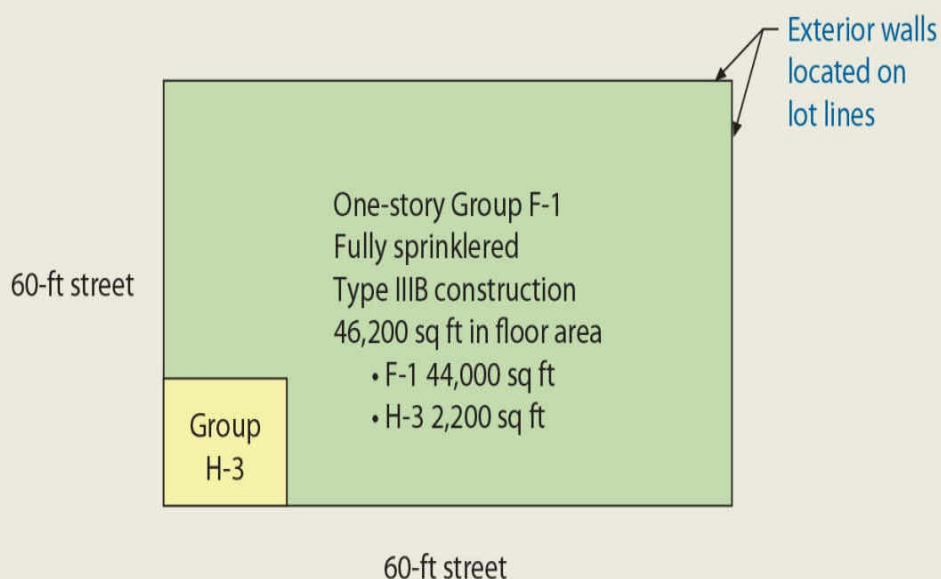 Exterior walls
located on
lot lines
One-story Group F-1
Fully sprinklered
Type IIIB construction
46,200 sq ft in floor area
• F-1 44,000 sq ft
• H-3 2,200 sq ft
60-ft street
Group
H-3
60-ft street